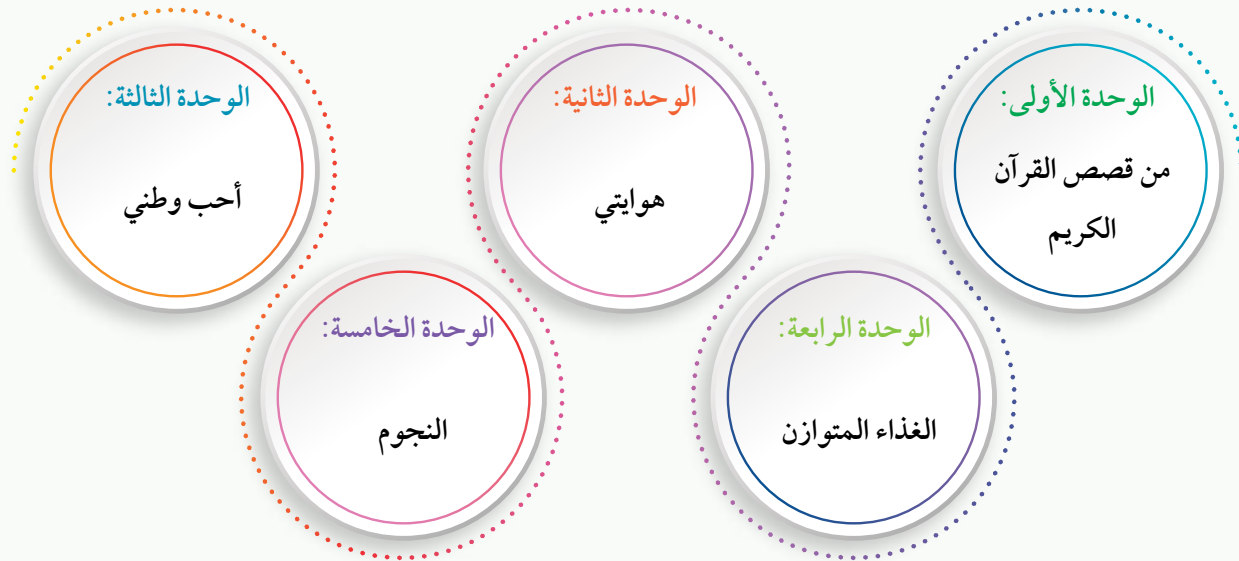 الوحدة الأولى:
من قصص القرآن
الكريم
الوحدة الثانية:
هوايتي
الوحدة الثالثة:
أحب وطني
الوحدة الرابعة:
الغذاء المتوازن
الوحدة الخامسة:
النجوم